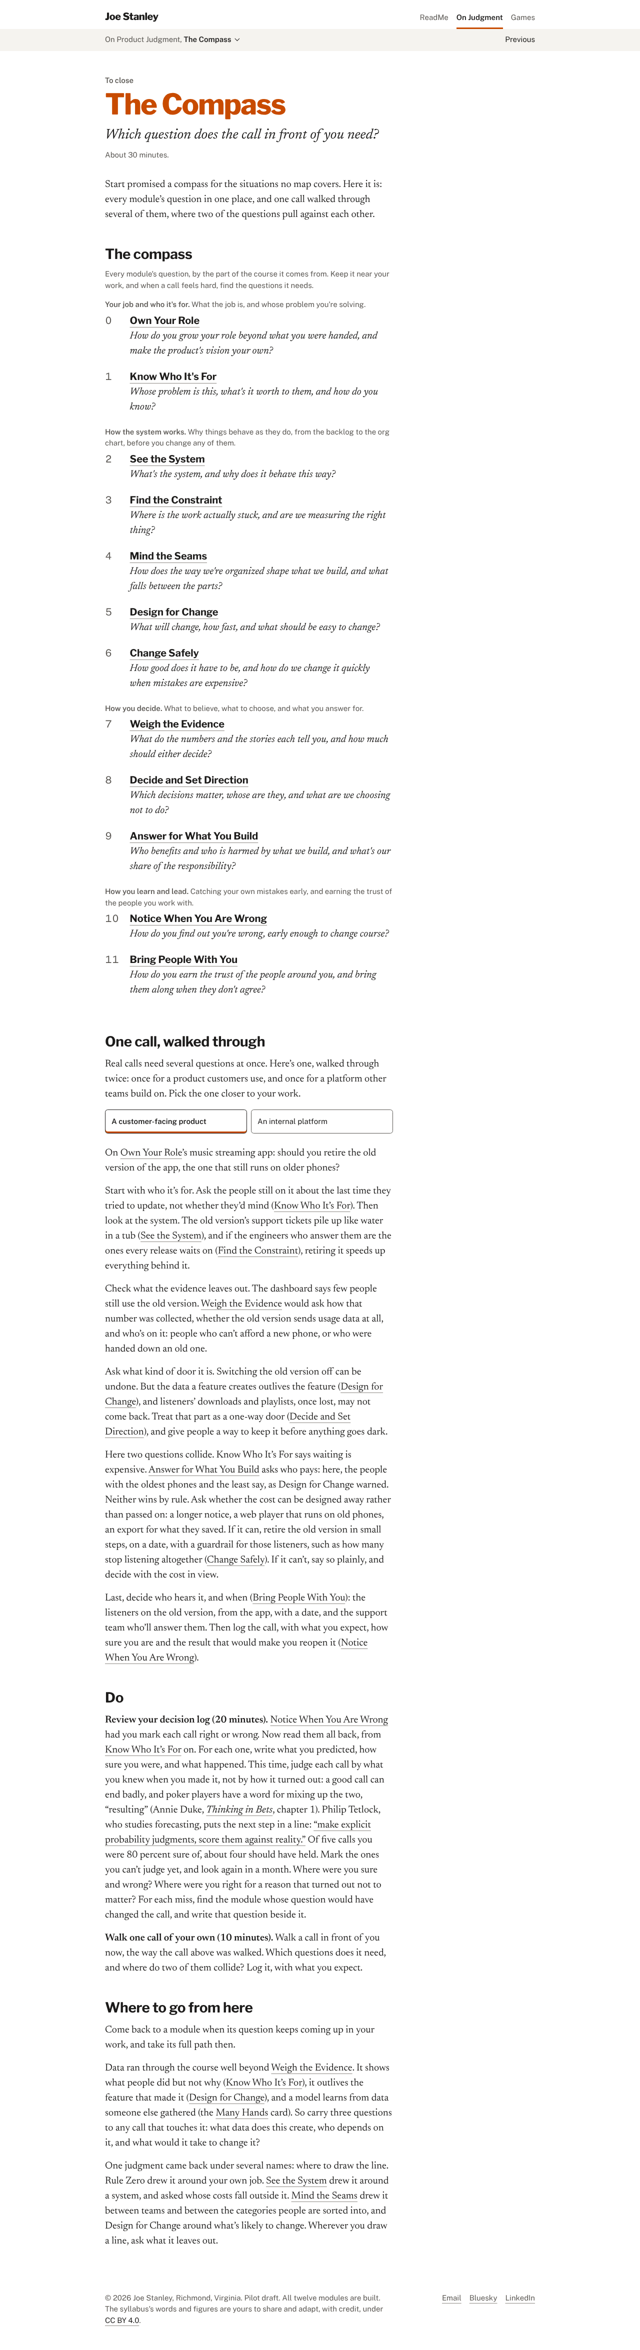 Joe Stanley
ReadMe On Judgment Games
On Product Judgment, The Compass
Previous
To close
The Compass
Which question does the call in front of you need?
About 30 minutes.
Start promised a compass for the situations no map covers. Here it is:
every module's question in one place, and one call walked through
several of them, where two of the questions pull against each other.
The compass
Every module's question, by the part of the course it comes from. Keep it near your
work, and when a call feels hard, find the questions it needs.
Your job and who it's for. What the job is, and whose problem you're solving.
0 Own Your Role
How do you grow your role beyond what you were handed, and
make the product's vision your own?
1 Know Who It's For
Whose problem is this, what's it worth to them, and how do you
know?
How the system works. Why things behave as they do, from the backlog to the org
chart, before you change any of them.
2 See the System
What's the system, and why does it behave this way?
3 Find the Constraint
Where is the work actually stuck, and are we measuring the right
thing?
4 Mind the Seams
How does the way we're organized shape what we build, and what
falls between the parts?
5 Design for Change
What will change, how fast, and what should be easy to change?
6 Change Safely
How good does it have to be, and how do we change it quickly
when mistakes are expensive?
How you decide. What to believe, what to choose, and what you answer for.
7 Weigh the Evidence
What do the numbers and the stories each tell you, and how much
should either decide?
8 Decide and Set Direction
Which decisions matter, whose are they, and what are we choosing
not to do?
9 Answer for What You Build
Who benefits and who is harmed by what we build, and what's our
share of the responsibility?
How you learn and lead. Catching your own mistakes early, and earning the trust of
the people you work with.
10 Notice When You Are Wrong
How do you find out you're wrong, early enough to change course?
11 Bring People With You
How do you earn the trust of the people around you, and bring
them along when they don't agree?
One call, walked through
Real calls need several questions at once. Here's one, walked through
twice: once for a product customers use, and once for a platform other
teams build on. Pick the one closer to your work.
A customer-facing product
An internal platform
On Own Your Role's music streaming app: should you retire the old
version of the app, the one that still runs on older phones?
Start with who it's for. Ask the people still on it about the last time they
tried to update, not whether they'd mind (Know Who It's For). Then
look at the system. The old version's support tickets pile up like water
in a tub (See the System), and if the engineers who answer them are the
ones every release waits on (Find the Constraint), retiring it speeds up
everything behind it.
Check what the evidence leaves out. The dashboard says few people
still use the old version. Weigh the Evidence would ask how that
number was collected, whether the old version sends usage data at all,
and who's on it: people who can't afford a new phone, or who were
handed down an old one.
Ask what kind of door it is. Switching the old version off can be
undone. But the data a feature creates outlives the feature (Design for
Change), and listeners' downloads and playlists, once lost, may not
come back. Treat that part as a one-way door (Decide and Set
Direction), and give people a way to keep it before anything goes dark.
Here two questions collide. Know Who It's For says waiting is
expensive. Answer for What You Build asks who pays: here, the people
with the oldest phones and the least say, as Design for Change warned.
Neither wins by rule. Ask whether the cost can be designed away rather
than passed on: a longer notice, a web player that runs on old phones,
an export for what they saved. If it can, retire the old version in small
steps, on a date, with a guardrail for those listeners, such as how many
stop listening altogether (Change Safely). If it can't, say so plainly, and
decide with the cost in view.
Last, decide who hears it, and when (Bring People With You): the
listeners on the old version, from the app, with a date, and the support
team who'll answer them. Then log the call, with what you expect, how
sure you are and the result that would make you reopen it (Notice
When You Are Wrong).
Do
Review your decision log (20 minutes). Notice When You Are Wrong
had you mark each call right or wrong. Now read them all back, from
Know Who It's For on. For each one, write what you predicted, how
sure you were, and what happened. This time, judge each call by what
you knew when you made it, not by how it turned out: a good call can
end badly, and poker players have a word for mixing up the two,
“resulting” (Annie Duke, Thinking in Bets, chapter 1). Philip Tetlock,
who studies forecasting, puts the next step in a line: “make explicit
probability judgments, score them against reality.” Of five calls you
were 80 percent sure of, about four should have held. Mark the ones
you can't judge yet, and look again in a month. Where were you sure
and wrong? Where were you right for a reason that turned out not to
matter? For each miss, find the module whose question would have
changed the call, and write that question beside it.
Walk one call of your own (10 minutes). Walk a call in front of you
now, the way the call above was walked. Which questions does it need,
and where do two of them collide? Log it, with what you expect.
Where to go from here
Come back to a module when its question keeps coming up in your
work, and take its full path then.
Data ran through the course well beyond Weigh the Evidence. It shows
what people did but not why (Know Who It's For), it outlives the
feature that made it (Design for Change), and a model learns from data
someone else gathered (the Many Hands card). So carry three questions
to any call that touches it: what data does this create, who depends on
it, and what would it take to change it?
One judgment came back under several names: where to draw the line.
Rule Zero drew it around your own job. See the System drew it around
a system, and asked whose costs fall outside it. Mind the Seams drew it
between teams and between the categories people are sorted into, and
Design for Change around what's likely to change. Wherever you draw
a line, ask what it leaves out.
© 2026 Joe Stanley, Richmond, Virginia. Pilot draft. All twelve modules are built.
The syllabus's words and figures are yours to share and adapt, with credit, under
CC BY 4.0.
Email Bluesky LinkedIn